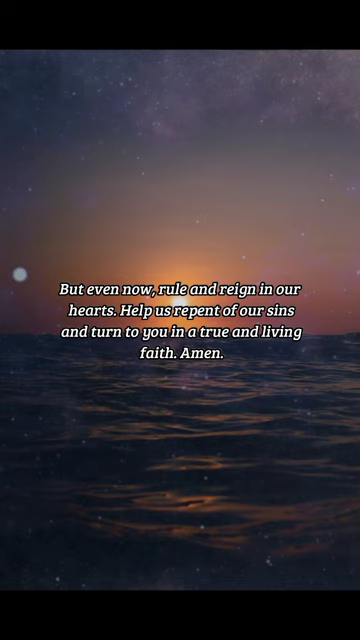 But even now, rule and reign in our
hearts. Help us repent of our sins
and turn to you in a true and living
faith. Amen.